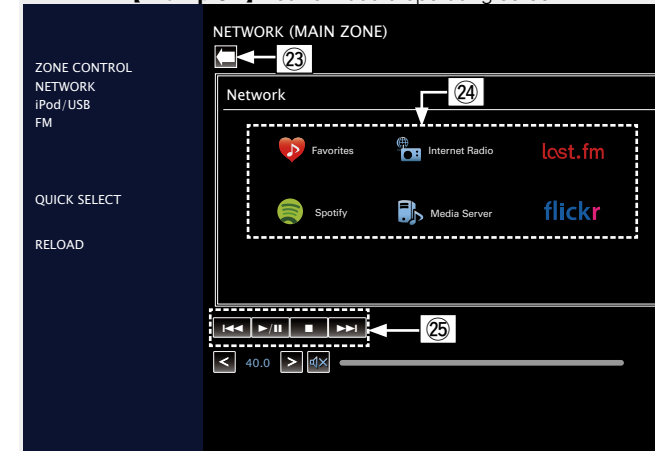 NETWORK (MAIN ZONE)
㉓
ZONE CONTROL
NETWORK
iPod/USB
FM
QUICK SELECT
RELOAD
Network
㉔
Favorites
Internet Radio
lost.fm
Spotify
Media Server
flickr
㉕
< 40.0 >